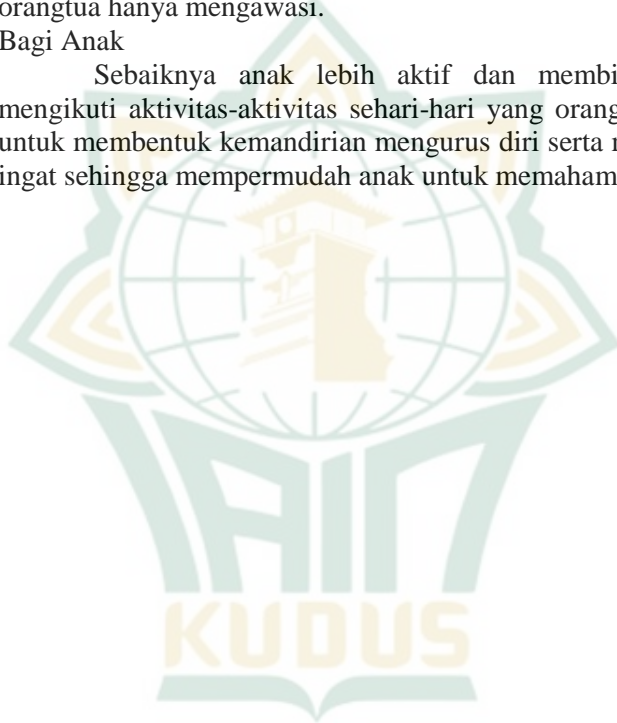 orangtua hanya mengawasi.
Bagi Anak
Sebaiknya anak lebih aktif dan membi
mengikuti aktivitas-aktivitas sehari-hari yang orang
untuk membentuk kemandirian mengurus diri serta
ingat sehingga mempermudah anak untuk memaham
IAIN
KUDUS